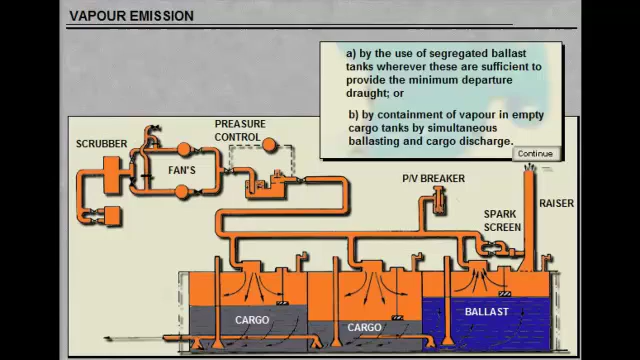 VAPOUR EMISSION
a) by the use of segregated ballast
tanks wherever these are sufficient to
provide the minimum departure
draught; or
b) by containment of vapour in empty
cargo tanks by simultaneous
ballasting and cargo discharge.
Continue
PREASURE
CONTROL
SCRUBBER
FAN'S
P/V BREAKER
RAISER
SPARK
SCREEN
CARGO
CARGO
BALLAST